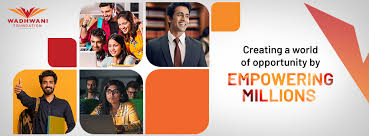 WADHWANI
FOUNDATION
Creating a world
of opportunity by
EMPOWERING
MILLIONS